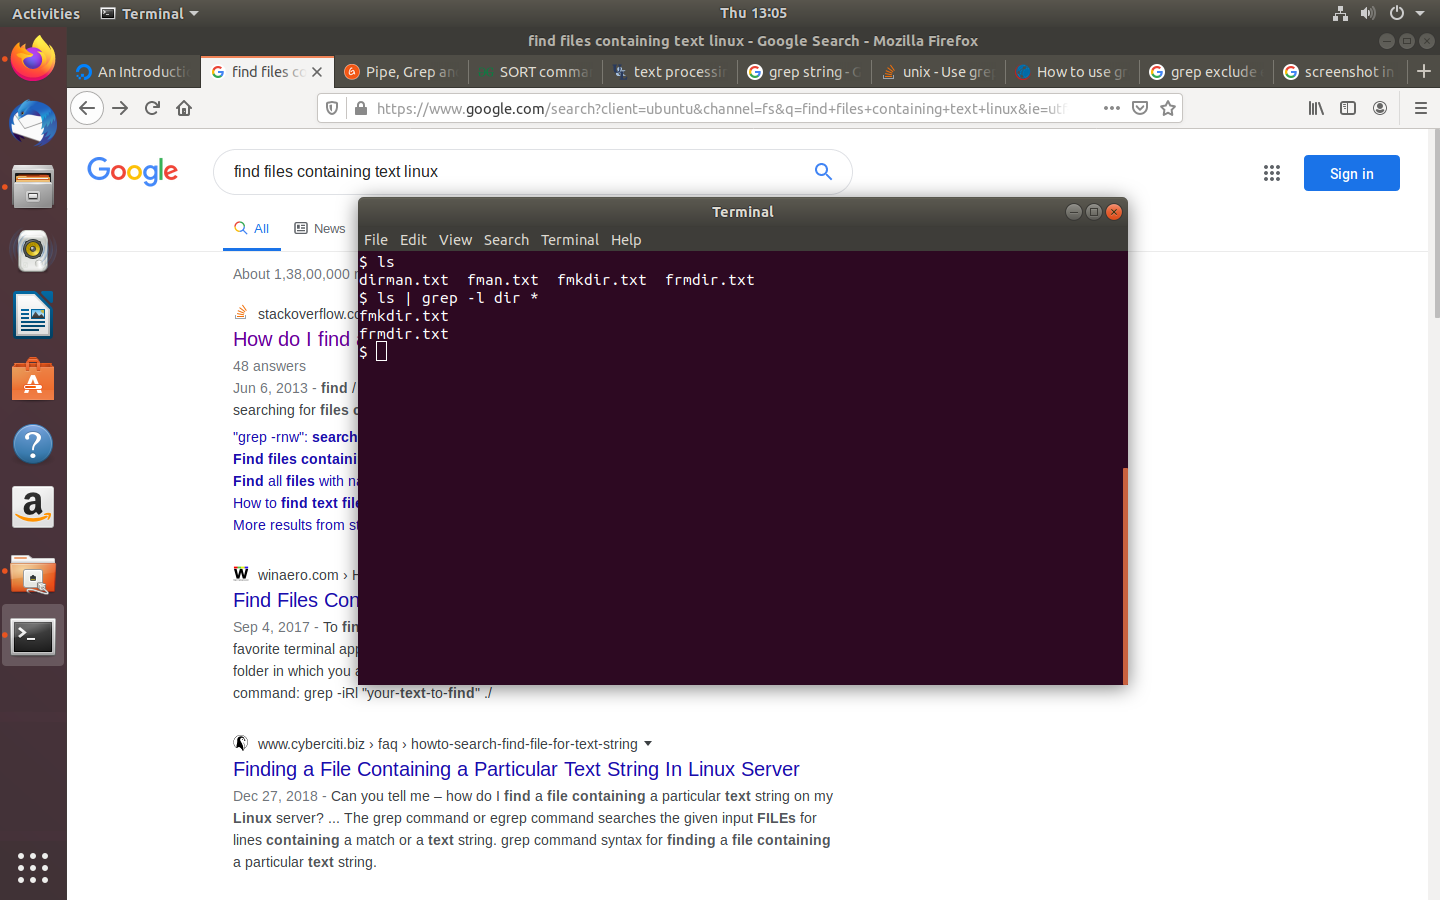 Activities Terminal Thu 13:05
find files containing text linux - Google Search - Mozilla Firefox
An Introductio find files co Pipe, Grep an SORT comma text processin grep string - G unix - Use grep How to use gr grep exclude screenshot in
https://www.google.com/search?client=ubuntu&channel=fs&q=find+files+containing+text+linux&ie=utf
Google find files containing text linux Sign in
All News
About 1,38,00,000
stackoverflow.co
How do I find
48 answers
Jun 6, 2013 - find /
searching for files c
"grep -rnw": search
Find files containi
Find all files with na
How to find text file
More results from st
winaero.com › H
Find Files Con
Sep 4, 2017 - To fin
favorite terminal app
folder in which you a
command: grep -iRl "your-text-to-find" ./
www.cyberciti.biz › faq › howto-search-find-file-for-text-string
Finding a File Containing a Particular Text String In Linux Server
Dec 27, 2018 - Can you tell me – how do I find a file containing a particular text string on my
Linux server? ... The grep command or egrep command searches the given input FILEs for
lines containing a match or a text string. grep command syntax for finding a file containing
a particular text string.
Terminal
File Edit View Search Terminal Help
$ ls
dirman.txt fman.txt fmkdir.txt frmdir.txt
$ ls | grep -l dir *
fmkdir.txt
frmdir.txt
$